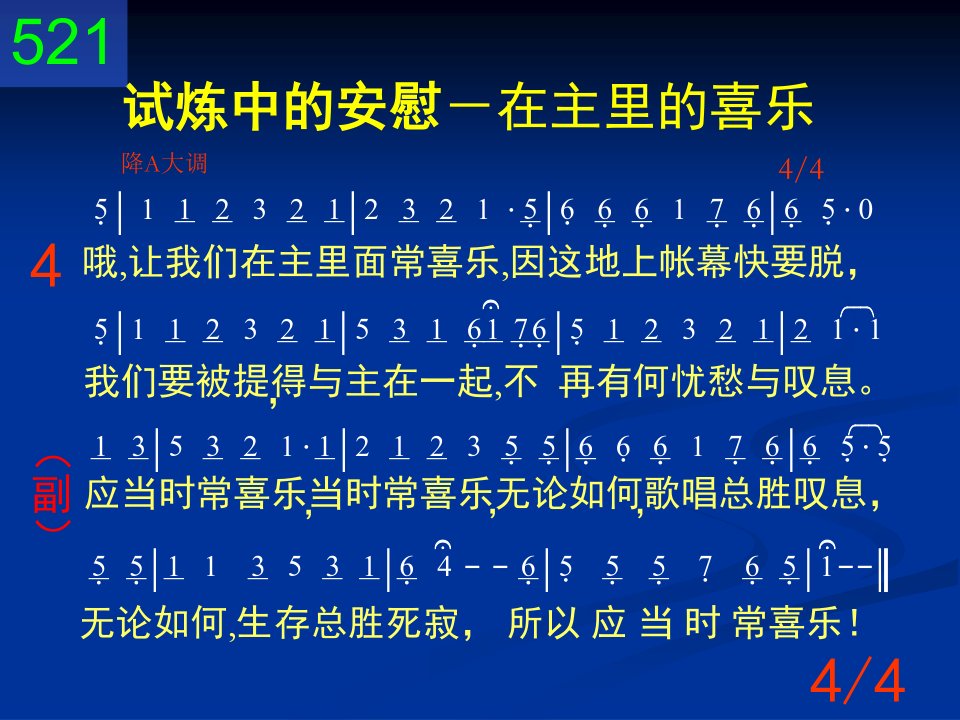 521
试炼中的安慰－在主里的喜乐
降A大调 4/4
5| 1 1 2 3 2 1|2 3 2 1·5|6 6 6 1 7 6|6 5·0
4 哦,让我们在主里面常喜乐,因这地上帐幕快要脱，
5|1 1 2 3 2 1|5 3 1 61 76|5 1 2 3 2 1|2 1·1
我们要被提,得与主在一起,不 再有何忧愁与叹息。
1 3|5 3 2 1·1|2 1 2 3 5 5|6 6 6 1 7 6|6 5·5
（副） 应当时常喜乐,当时常喜乐,无论如何,歌唱总胜叹息，
5 5|1 1 3 5 3 1|6 4 - - 6|5 5 5 7 6 5|1--‖
无论如何,生存总胜死寂， 所以 应 当 时 常喜乐！
4/4